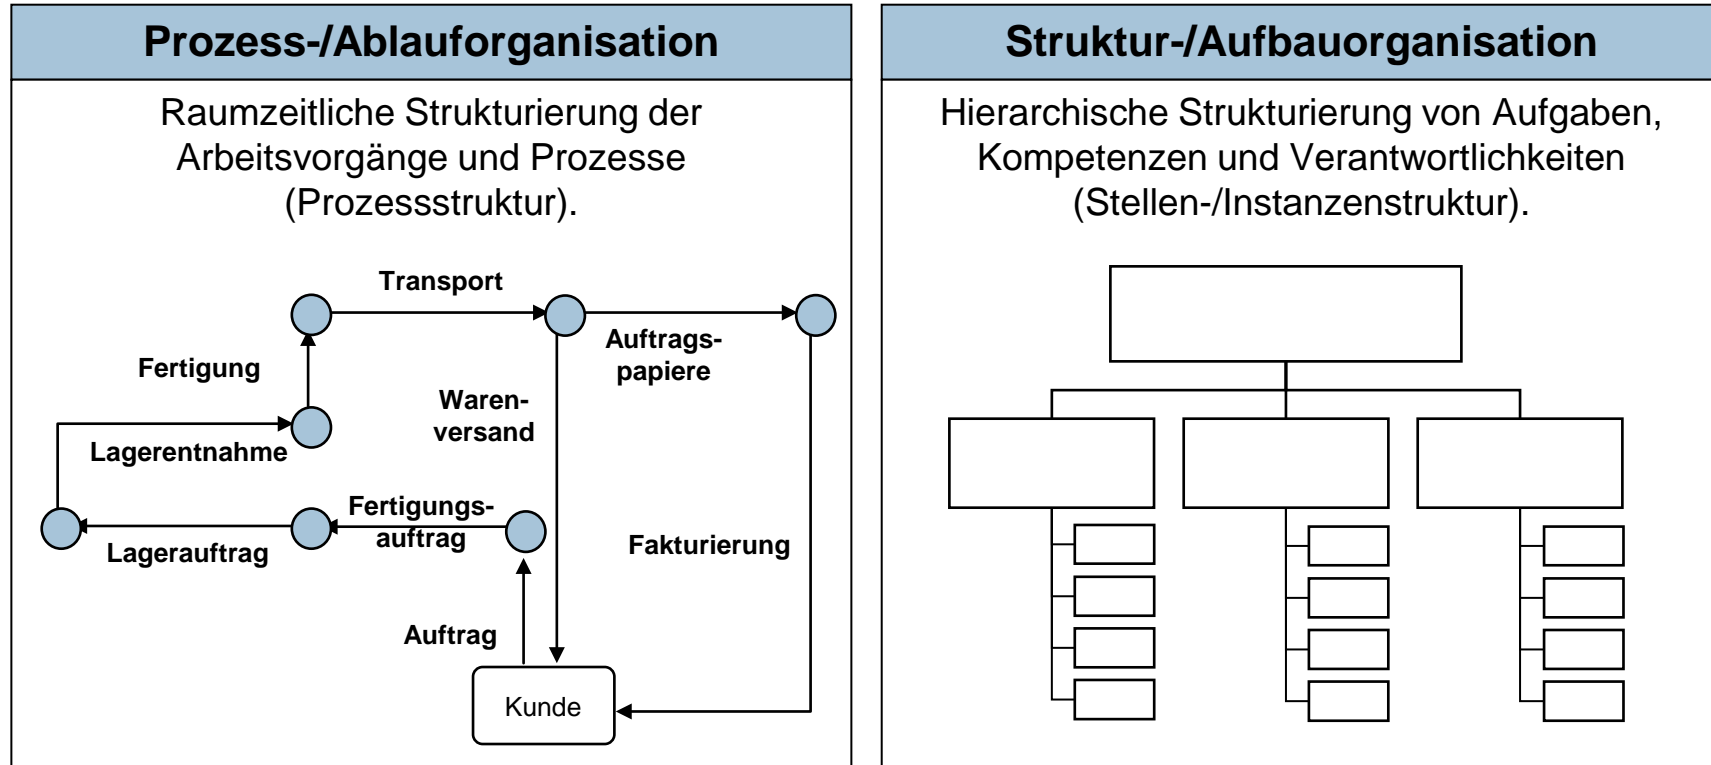 Prozess-/Ablauforganisation
Raumzeitliche Strukturierung der
Arbeitsvorgänge und Prozesse
(Prozessstruktur).
Transport
Fertigung
Auftrags-
papiere
Waren-
versand
Lagerentnahme
Fertigungs-
auftrag
Lagerauftrag
Fakturierung
Auftrag
Kunde
Struktur-/Aufbauorganisation
Hierarchische Strukturierung von Aufgaben,
Kompetenzen und Verantwortlichkeiten
(Stellen-/Instanzenstruktur).